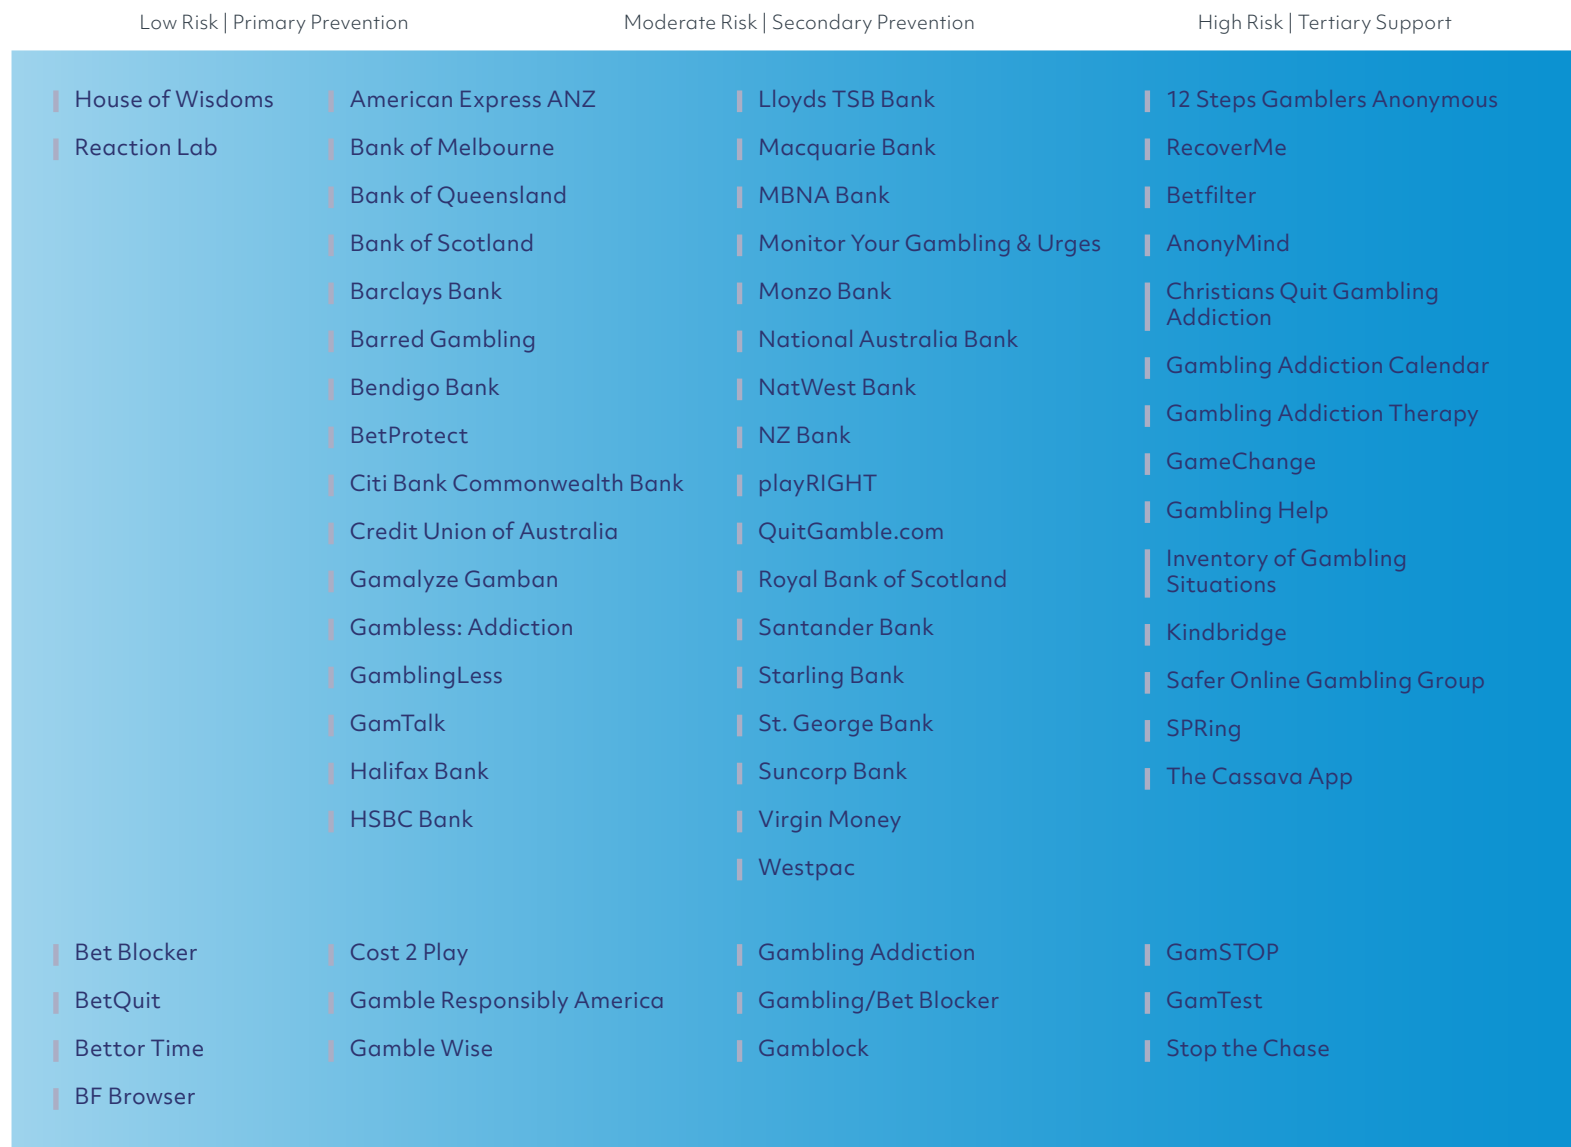 Low Risk | Primary Prevention
Moderate Risk | Secondary Prevention
High Risk | Tertiary Support
House of Wisdoms
Reaction Lab
American Express ANZ
Bank of Melbourne
Bank of Queensland
Bank of Scotland
Barclays Bank
Barred Gambling
Bendigo Bank
BetProtect
Citi Bank Commonwealth Bank
Credit Union of Australia
Gamalyze Gamban
Gambless: Addiction
GamblingLess
GamTalk
Halifax Bank
HSBC Bank
Lloyds TSB Bank
Macquarie Bank
MBNA Bank
Monitor Your Gambling & Urges
Monzo Bank
National Australia Bank
NatWest Bank
NZ Bank
playRIGHT
QuitGamble.com
Royal Bank of Scotland
Santander Bank
Starling Bank
St. George Bank
Suncorp Bank
Virgin Money
Westpac
12 Steps Gamblers Anonymous
RecoverMe
Betfilter
AnonyMind
Christians Quit Gambling
Addiction
Gambling Addiction Calendar
Gambling Addiction Therapy
GameChange
Gambling Help
Inventory of Gambling
Situations
Kindbridge
Safer Online Gambling Group
SPRing
The Cassava App
Bet Blocker
BetQuit
Bettor Time
BF Browser
Cost 2 Play
Gamble Responsibly America
Gamble Wise
Gambling Addiction
Gambling/Bet Blocker
Gamblock
GamSTOP
GamTest
Stop the Chase